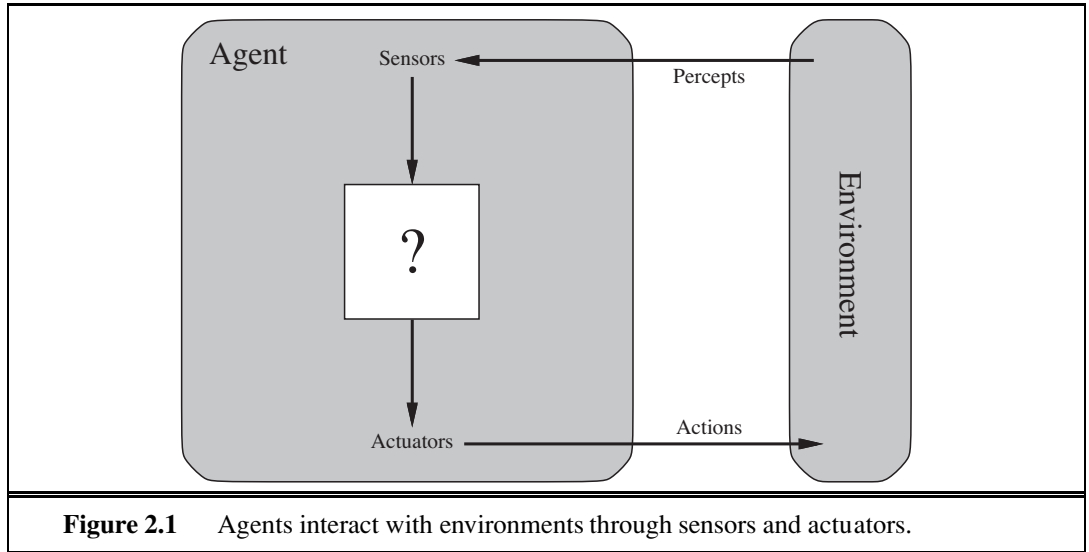 Agent
Sensors
Percepts
Environment
?
Actuators
Actions
Figure 2.1 Agents interact with environments through sensors and actuators.